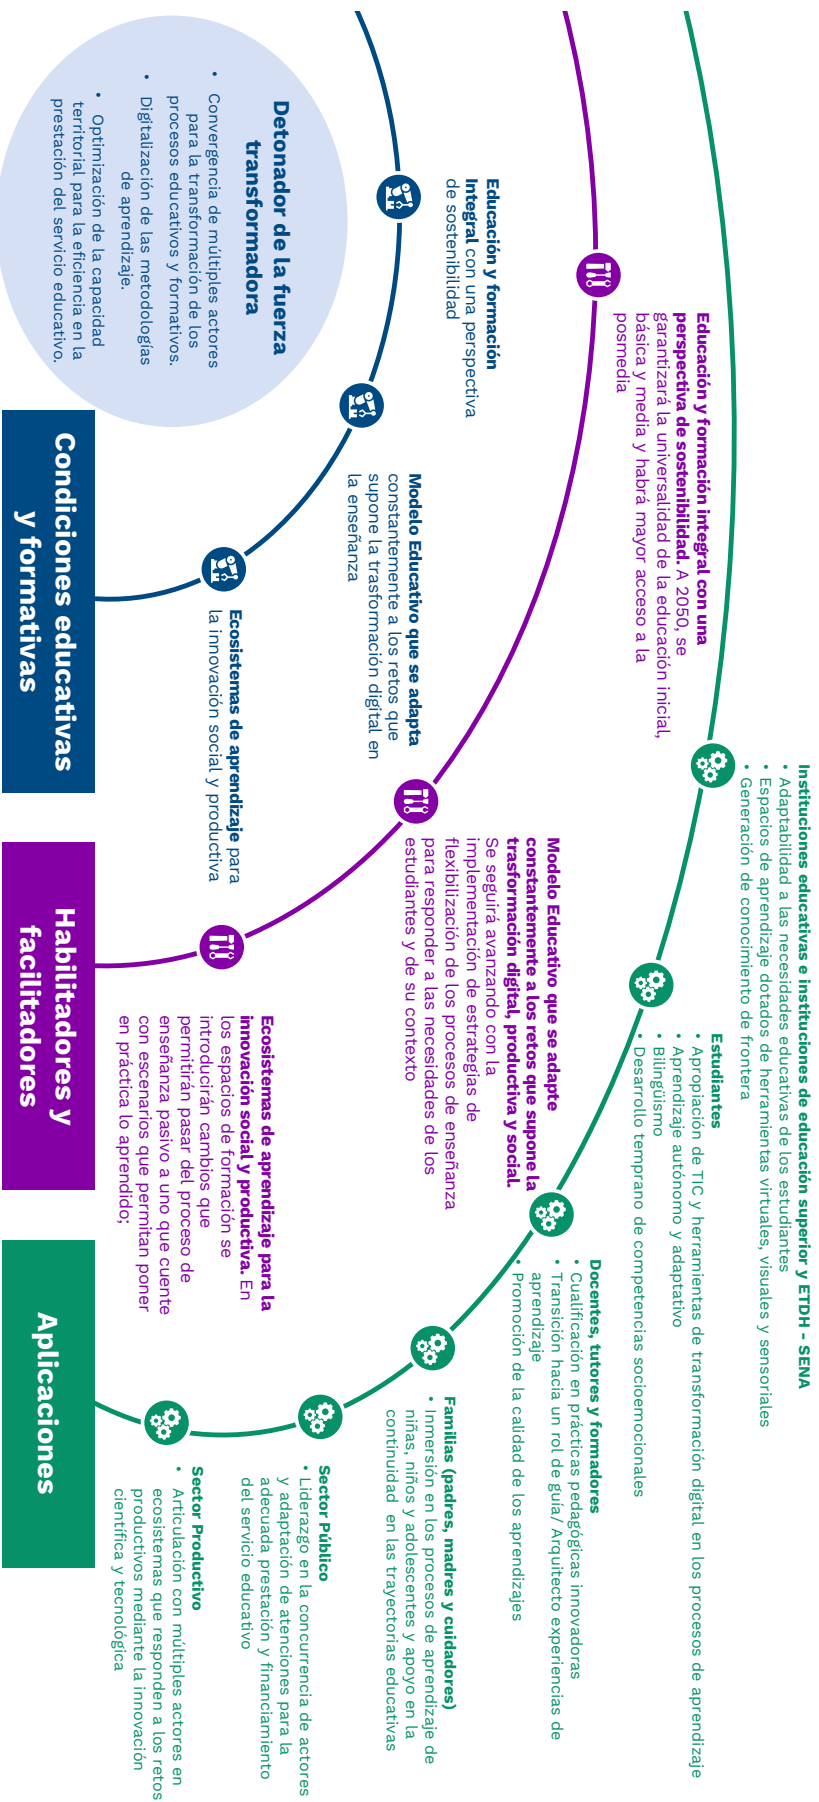 Detonador de la fuerza
transformadora
• Convergencia de múltiples actores
para la transformación de los
procesos educativos y formativos.
• Digitalización de las metodologías
de aprendizaje.
• Optimización de la capacidad
territorial para la eficiencia en la
prestación del servicio educativo.
Educación y formación
Integral con una perspectiva
de sostenibilidad
Modelo Educativo que se adapta
constantemente a los retos que
supone la trasformación digital en
la enseñanza
Ecosistemas de aprendizaje para
la innovación social y productiva
Condiciones educativas
y formativas
Educación y formación integral con una
perspectiva de sostenibilidad. A 2050, se
garantizará la universalidad de la educación inicial,
básica y media y habrá mayor acceso a la
posmedia
Modelo Educativo que se adapte
constantemente a los retos que supone la
trasformación digital, productiva y social.
Se seguirá avanzando con la
implementación de estrategias de
flexibilización de los procesos de enseñanza
para responder a las necesidades de los
estudiantes y de su contexto
Ecosistemas de aprendizaje para la
innovación social y productiva. En
los espacios de formación se
introducirán cambios que
permitirán pasar del proceso de
enseñanza pasivo a uno que cuente
con escenarios que permitan poner
en práctica lo aprendido;
Habilitadores y
facilitadores
Instituciones educativas e instituciones de educación superior y ETDH - SENA
• Adaptabilidad a las necesidades educativas de los estudiantes
• Espacios de aprendizaje dotados de herramientas virtuales, visuales y sensoriales
• Generación de conocimiento de frontera
Estudiantes
• Apropiación de TIC y herramientas de transformación digital en los procesos de aprendizaje
• Aprendizaje autónomo y adaptativo
• Bilingüismo
• Desarrollo temprano de competencias socioemocionales
Docentes, tutores y formadores
• Cualificación en prácticas pedagógicas innovadoras
• Transición hacia un rol de guía/ Arquitecto experiencias de
aprendizaje
• Promoción de la calidad de los aprendizajes
Familias (padres, madres y cuidadores)
• Inmersión en los procesos de aprendizaje de
niñas, niños y adolescentes y apoyo en la
continuidad en las trayectorias educativas
Sector Público
• Liderazgo en la concurrencia de actores
y adaptación de atenciones para la
adecuada prestación y financiamiento
del servicio educativo
Sector Productivo
• Articulación con múltiples actores en
ecosistemas que responden a los retos
productivos mediante la innovación
científica y tecnológica
Aplicaciones